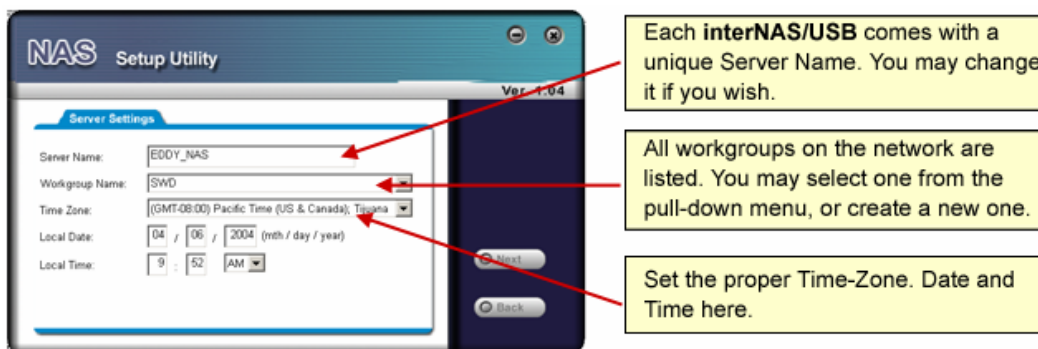 NAS Setup Utility
Ver. 1.04
Server Settings
Server Name: EDDY_NAS
Workgroup Name: SWD
Time Zone: (GMT-08:00) Pacific Time (US & Canada); Tijuana
Local Date: 04 / 06 / 2004 (mth / day / year)
Local Time: 9 : 52 AM
Next
Back
Each interNAS/USB comes with a
unique Server Name. You may change
it if you wish.
All workgroups on the network are
listed. You may select one from the
pull-down menu, or create a new one.
Set the proper Time-Zone. Date and
Time here.